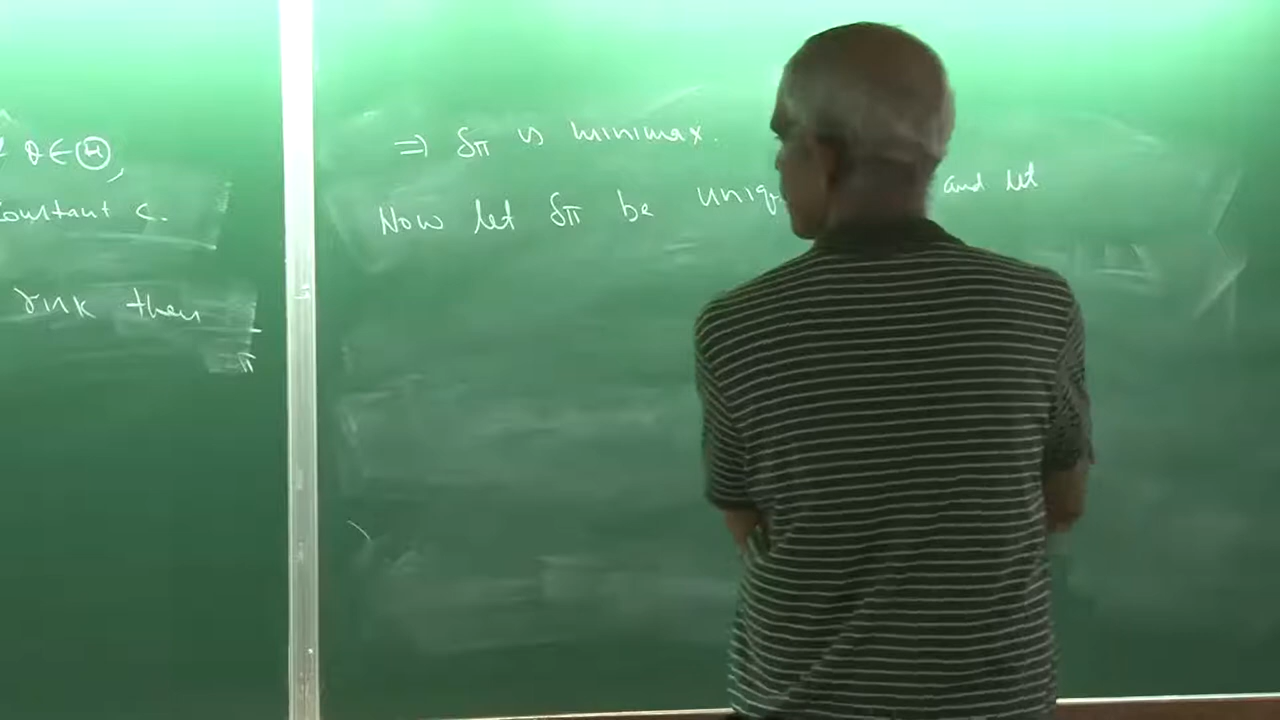 θ ∈ Ⓗ,
constant c.
risk then
π
⇒ δπ is minimax.
Now let δπ be uniq and let